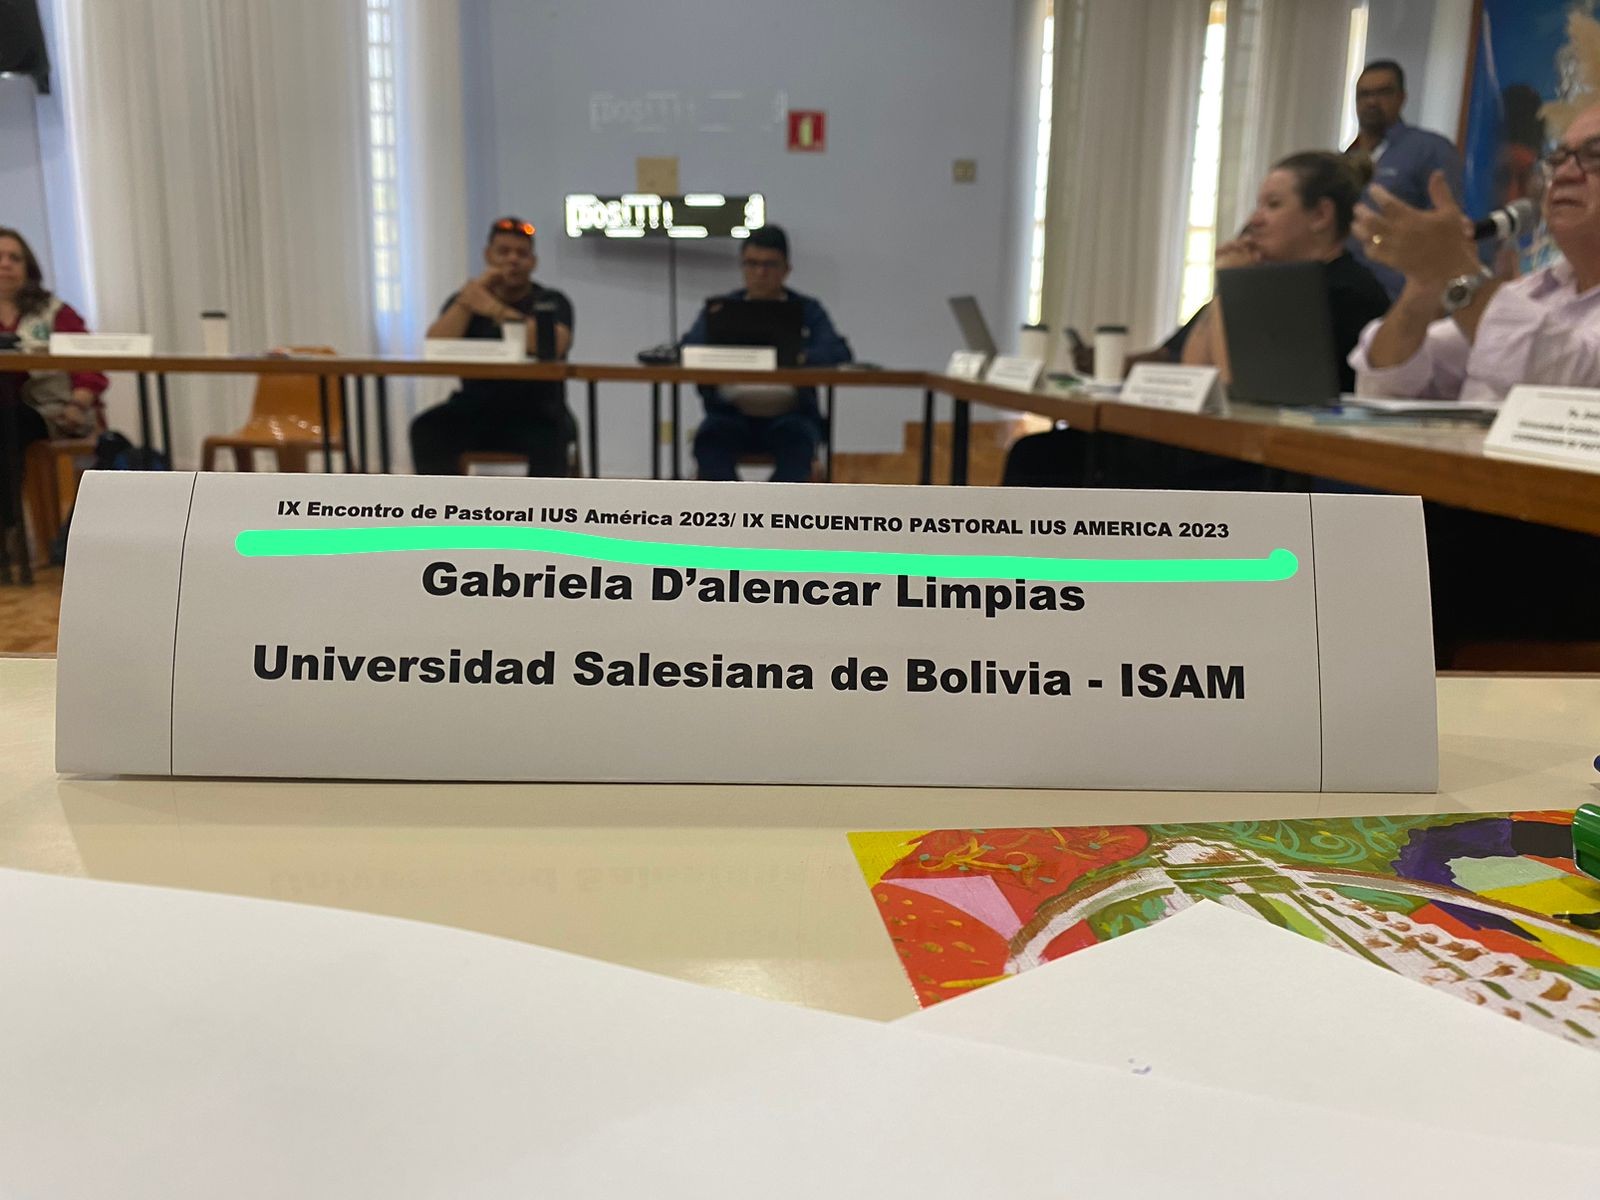 IX Encontro de Pastoral IUS América 2023/ IX ENCUENTRO PASTORAL IUS AMERICA 2023
Gabriela D’alencar Limpias
Universidad Salesiana de Bolivia - ISAM